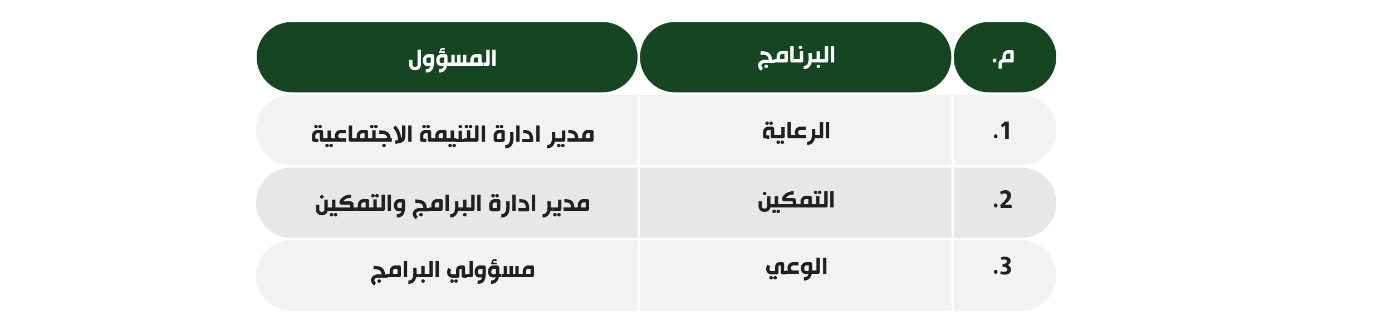 م. البرنامج المسؤول
1. الرعاية مدير ادارة التنيمة الاجتماعية
2. التمكين مدير ادارة البرامج والتمكين
3. الوعي مسؤولي البرامج